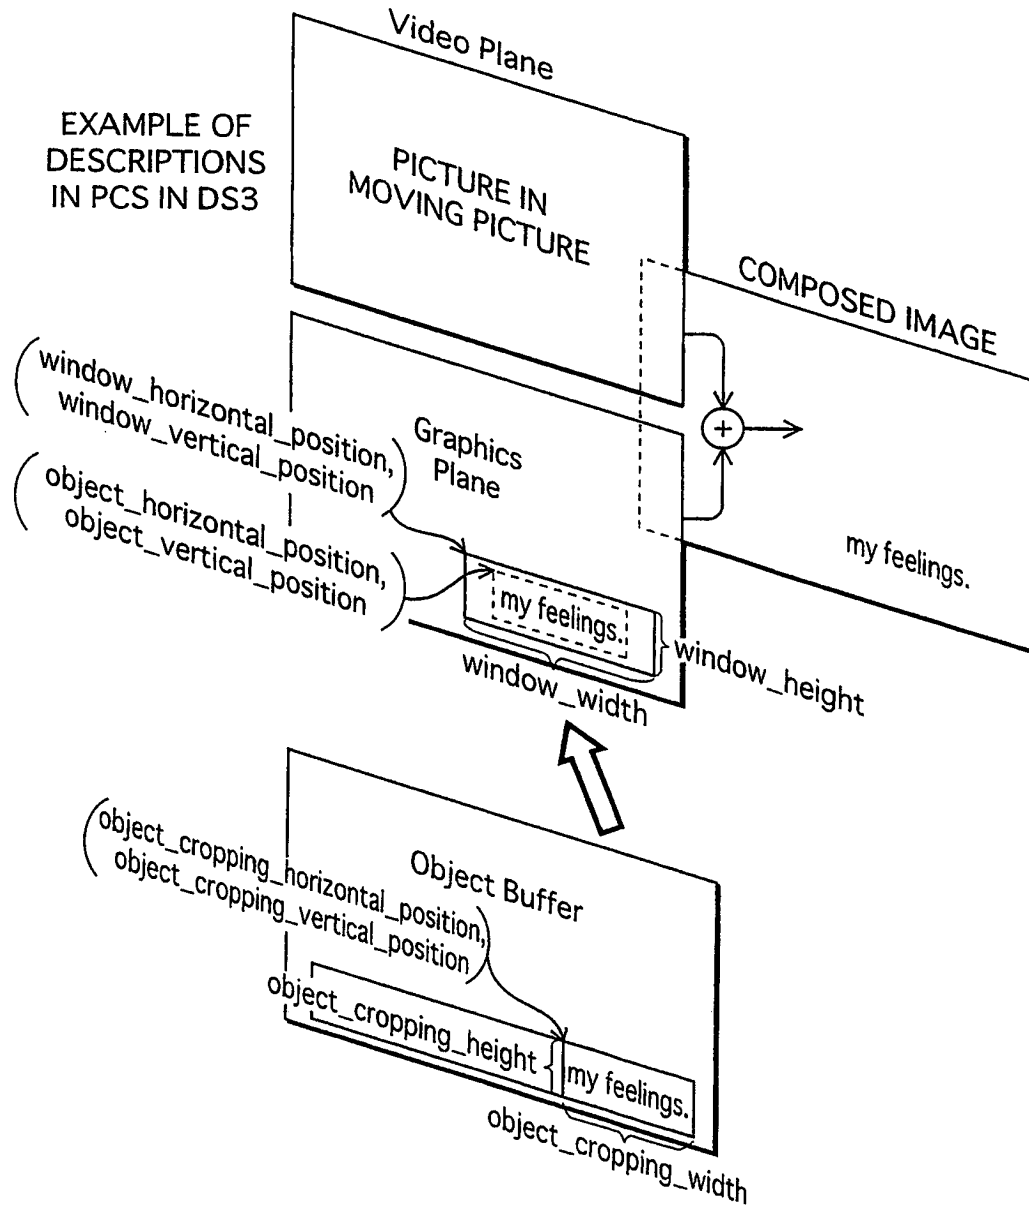 Video Plane
EXAMPLE OF
DESCRIPTIONS
IN PCS IN DS3
PICTURE IN
MOVING PICTURE
COMPOSED IMAGE
(window_horizontal_position,
window_vertical_position)
Graphics
Plane
+
(object_horizontal_position,
object_vertical_position)
my feelings.
my feelings.
window_height
window_width
(object_cropping_horizontal_position,
object_cropping_vertical_position)
Object Buffer
object_cropping_height
my feelings.
object_cropping_width